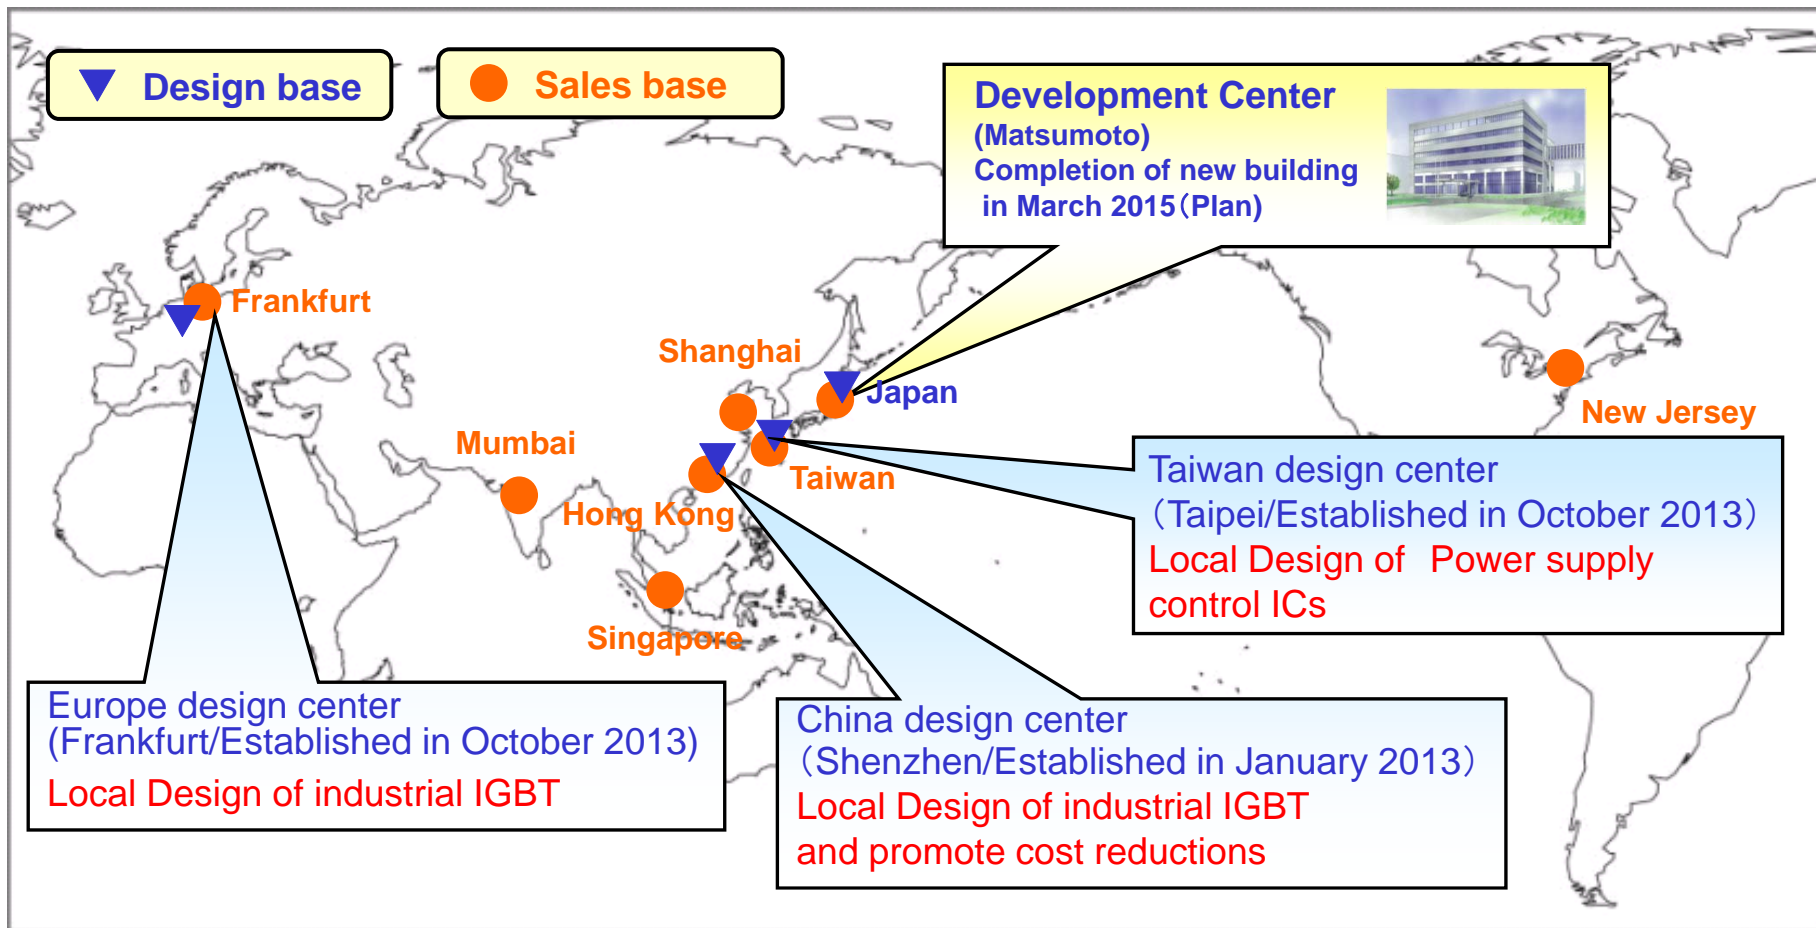 Design base
Sales base
Development Center
(Matsumoto)
Completion of new building
in March 2015（Plan)
Frankfurt
Shanghai
Japan
New Jersey
Mumbai
Taiwan
Hong Kong
Singapore
Taiwan design center
（Taipei/Established in October 2013）
Local Design of Power supply
control ICs
Europe design center
(Frankfurt/Established in October 2013)
Local Design of industrial IGBT
China design center
（Shenzhen/Established in January 2013）
Local Design of industrial IGBT
and promote cost reductions